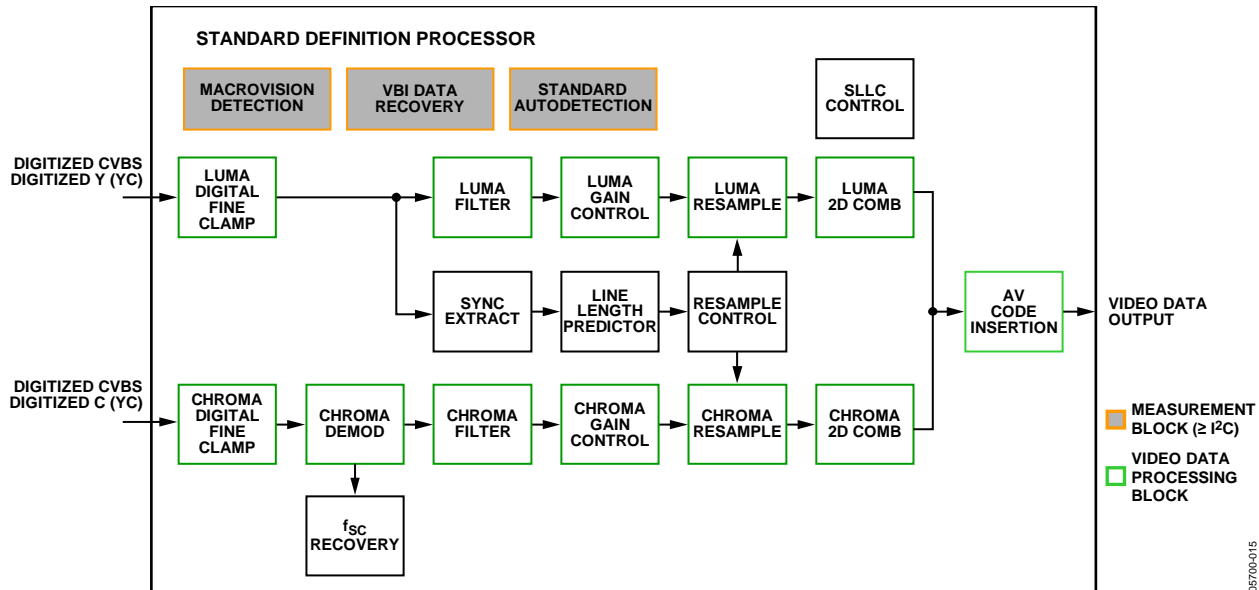 STANDARD DEFINITION PROCESSOR
MACROVISION
DETECTION
VBI DATA
RECOVERY
STANDARD
AUTODETECTION
SLLC
CONTROL
DIGITIZED CVBS
DIGITIZED Y (YC)
LUMA
DIGITAL
FINE
CLAMP
LUMA
FILTER
LUMA
GAIN
CONTROL
LUMA
RESAMPLE
LUMA
2D COMB
SYNC
EXTRACT
LINE
LENGTH
PREDICTOR
RESAMPLE
CONTROL
AV
CODE
INSERTION
VIDEO DATA
OUTPUT
DIGITIZED CVBS
DIGITIZED C (YC)
CHROMA
DIGITAL
FINE
CLAMP
CHROMA
DEMOD
CHROMA
FILTER
CHROMA
GAIN
CONTROL
CHROMA
RESAMPLE
CHROMA
2D COMB
fSC
RECOVERY
MEASUREMENT
BLOCK (≥ I²C)
VIDEO DATA
PROCESSING
BLOCK
05700-015